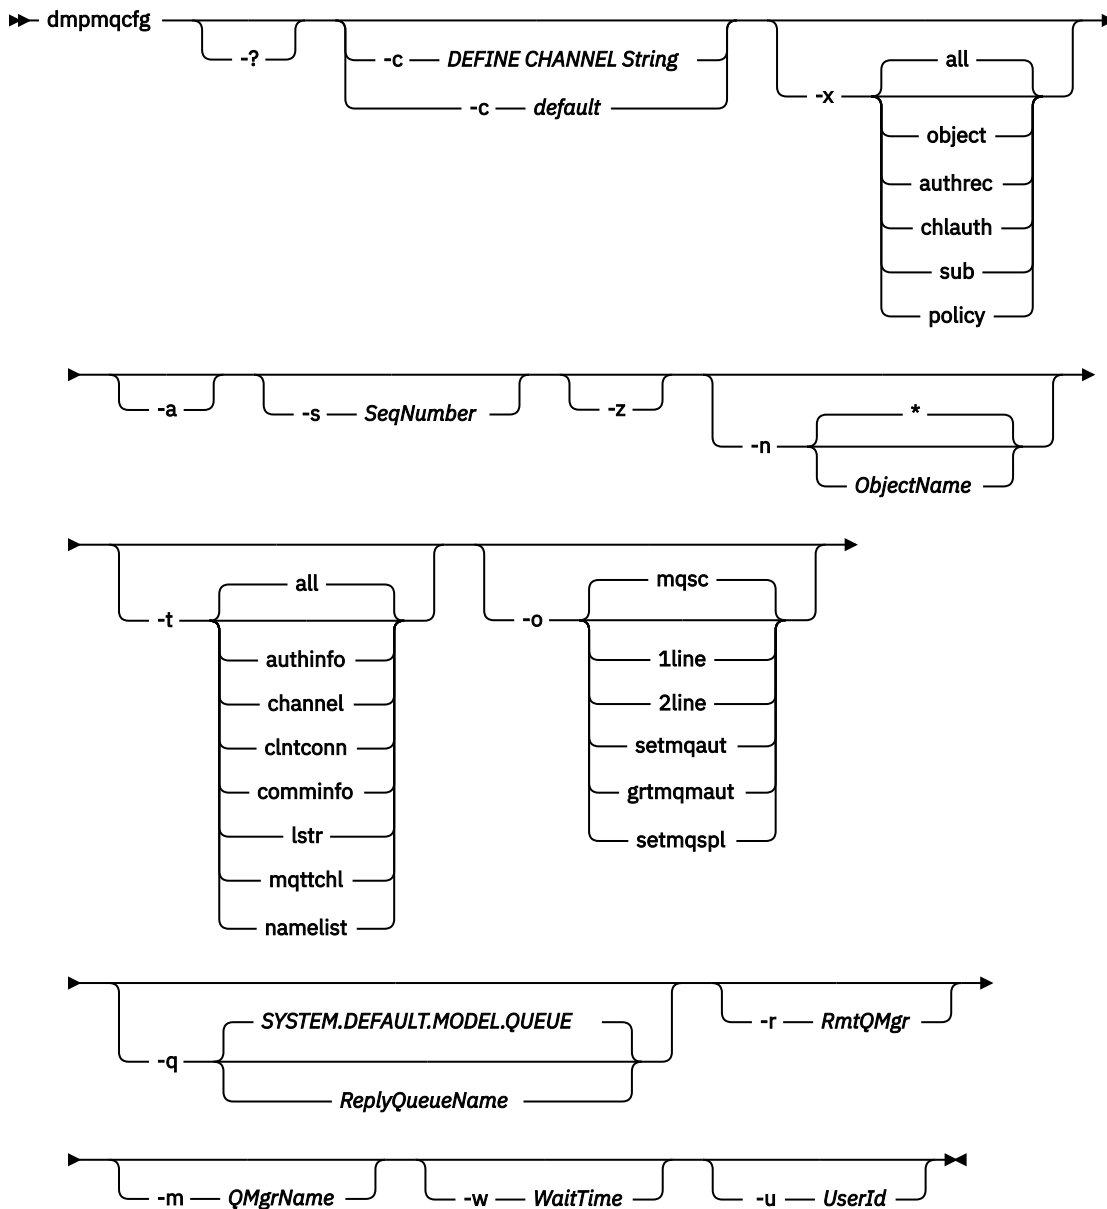 dmpmqcfg
-?
-c DEFINE CHANNEL String
-c default
-x
all
object
authrec
chlauth
sub
policy
-a
-s SeqNumber
-z
-n
*
ObjectName
-t
all
authinfo
channel
clntconn
comminfo
lstr
mqttchl
namelist
-o
mqsc
1line
2line
setmqaut
grtmqmaut
setmqspl
-q
SYSTEM.DEFAULT.MODEL.QUEUE
ReplyQueueName
-r RmtQMgr
-m QMgrName
-w WaitTime
-u UserId